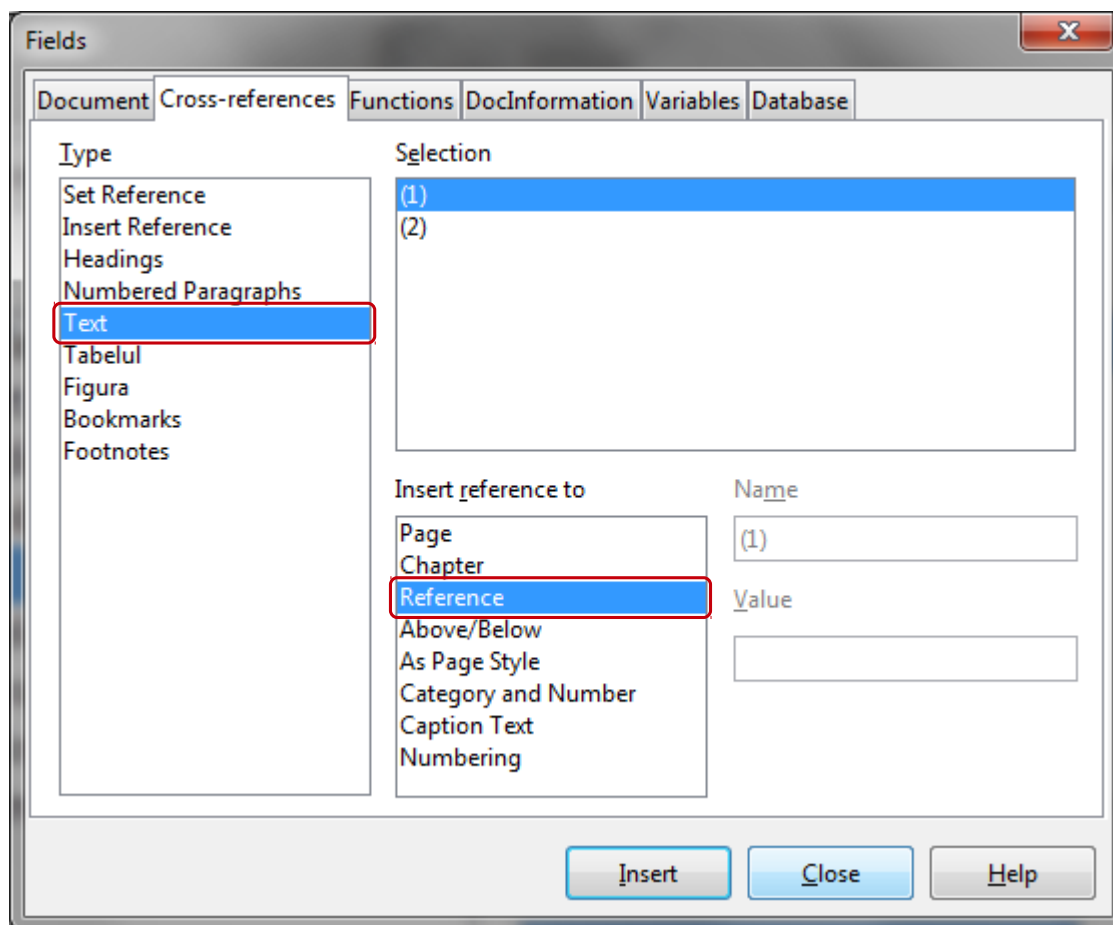 Fields
x
Document Cross-references Functions DocInformation Variables Database
Type
Set Reference
Insert Reference
Headings
Numbered Paragraphs
Text
Tabelul
Figura
Bookmarks
Footnotes
Selection
(1)
(2)
Insert reference to
Page
Chapter
Reference
Above/Below
As Page Style
Category and Number
Caption Text
Numbering
Name
(1)
Value
Insert Close Help